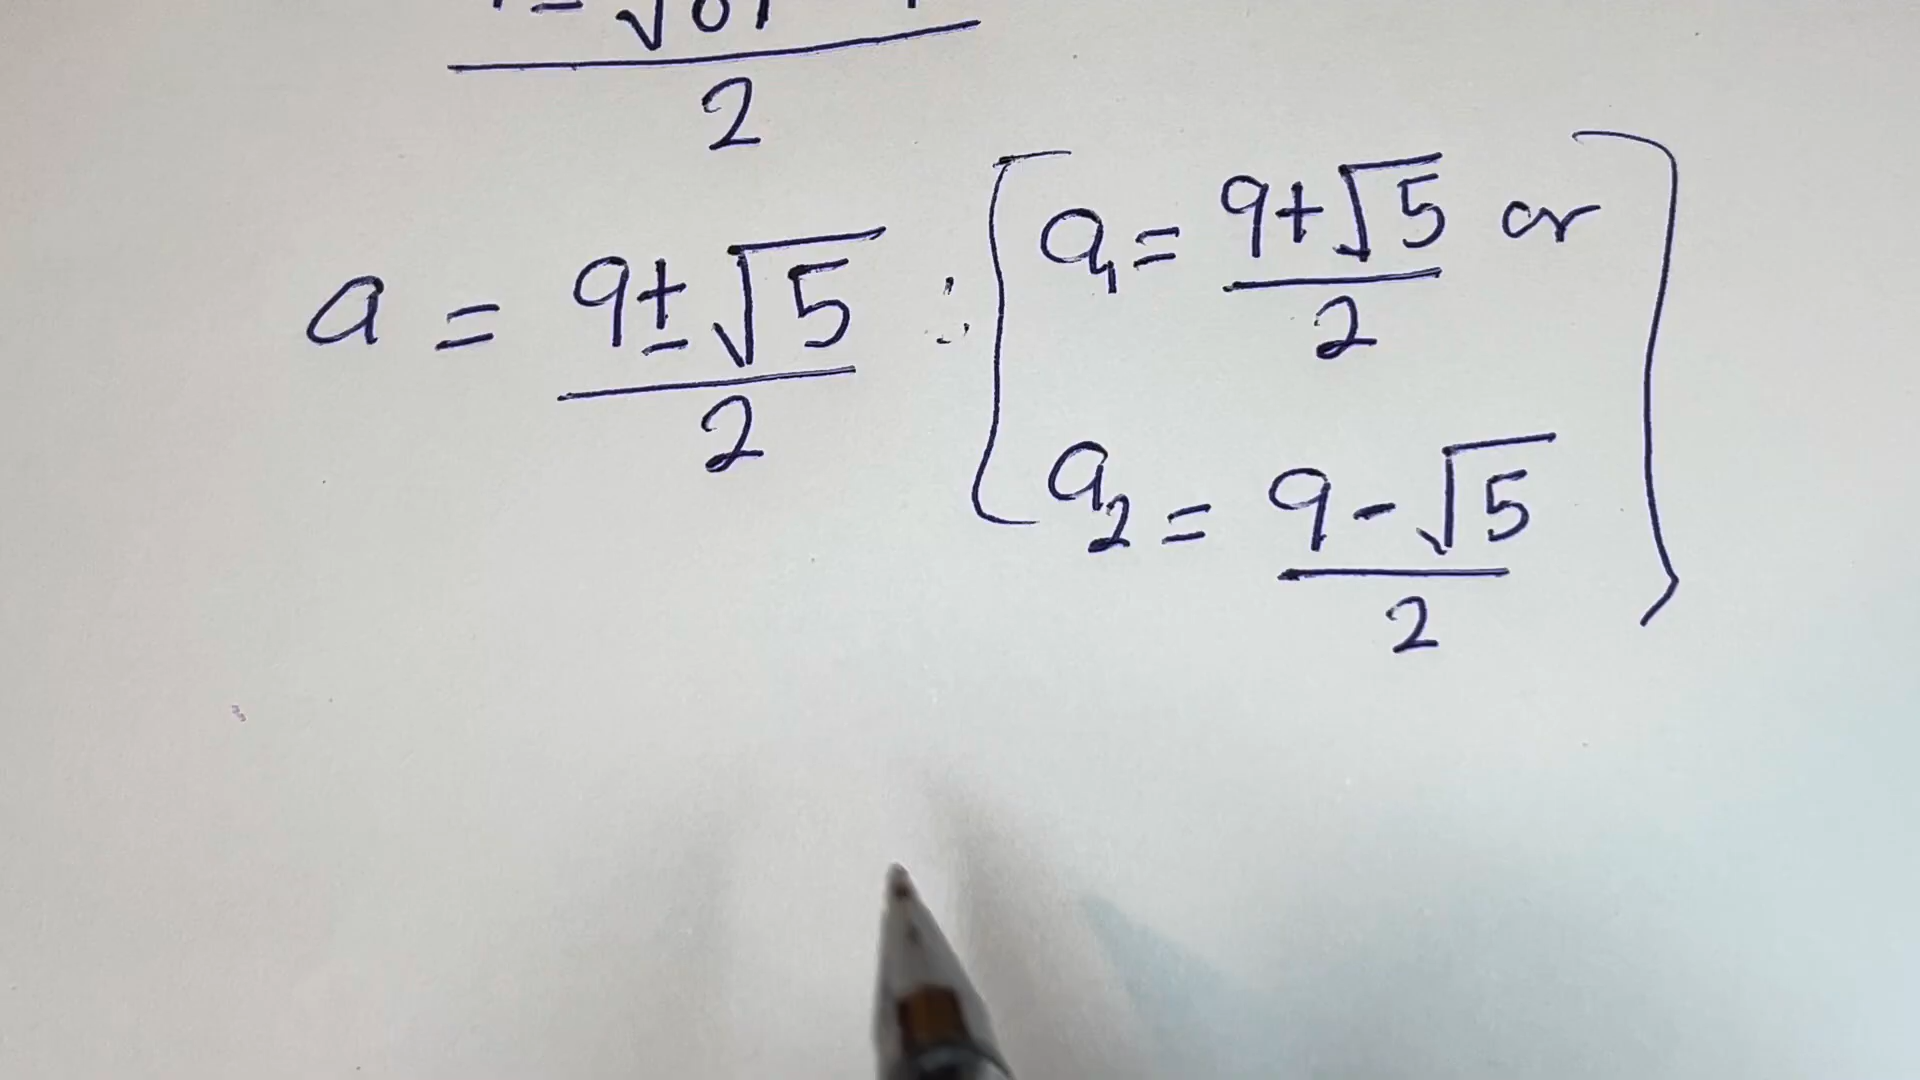 2
a = (9 ± √5)/2 : [ a₁ = (9 + √5)/2 or
a₂ = (9 - √5)/2 ]